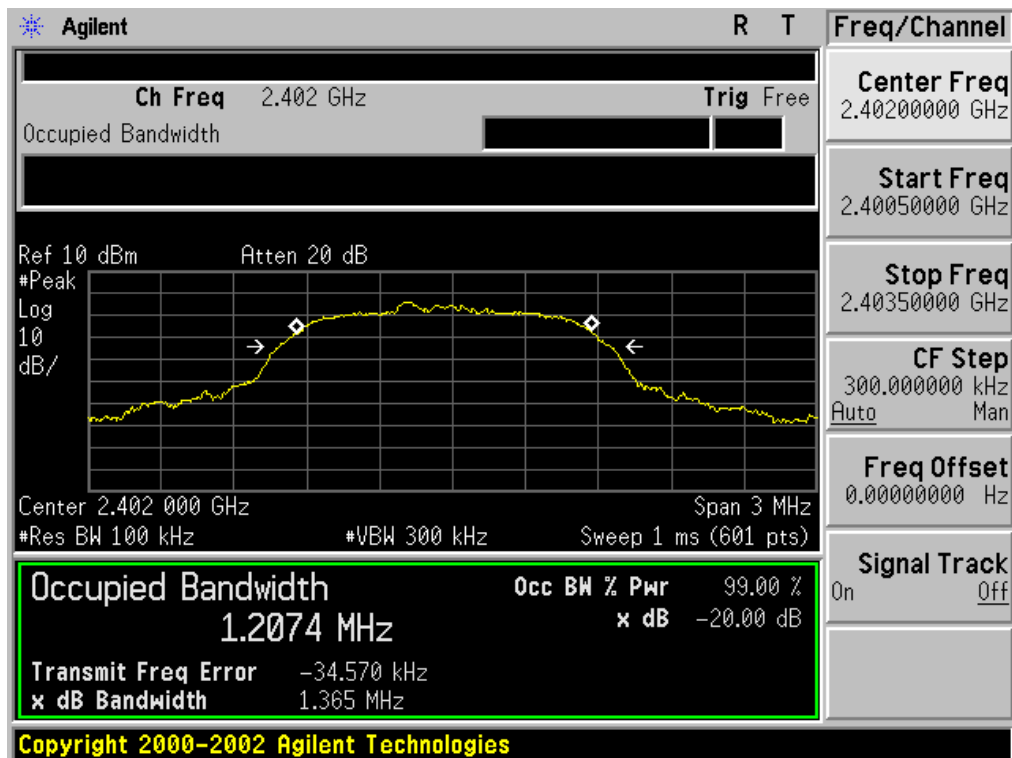 Agilent
R T
Freq/Channel
Ch Freq 2.402 GHz
Trig Free
Occupied Bandwidth
Center Freq
2.40200000 GHz
Start Freq
2.40050000 GHz
Stop Freq
2.40350000 GHz
CF Step
300.000000 kHz
Auto Man
Freq Offset
0.00000000 Hz
Signal Track
On Off
Ref 10 dBm
Atten 20 dB
#Peak
Log
10
dB/
Center 2.402 000 GHz
Span 3 MHz
#Res BW 100 kHz
#VBW 300 kHz
Sweep 1 ms (601 pts)
Occupied Bandwidth
1.2074 MHz
Occ BW % Pwr 99.00 %
x dB -20.00 dB
Transmit Freq Error -34.570 kHz
x dB Bandwidth 1.365 MHz
Copyright 2000-2002 Agilent Technologies